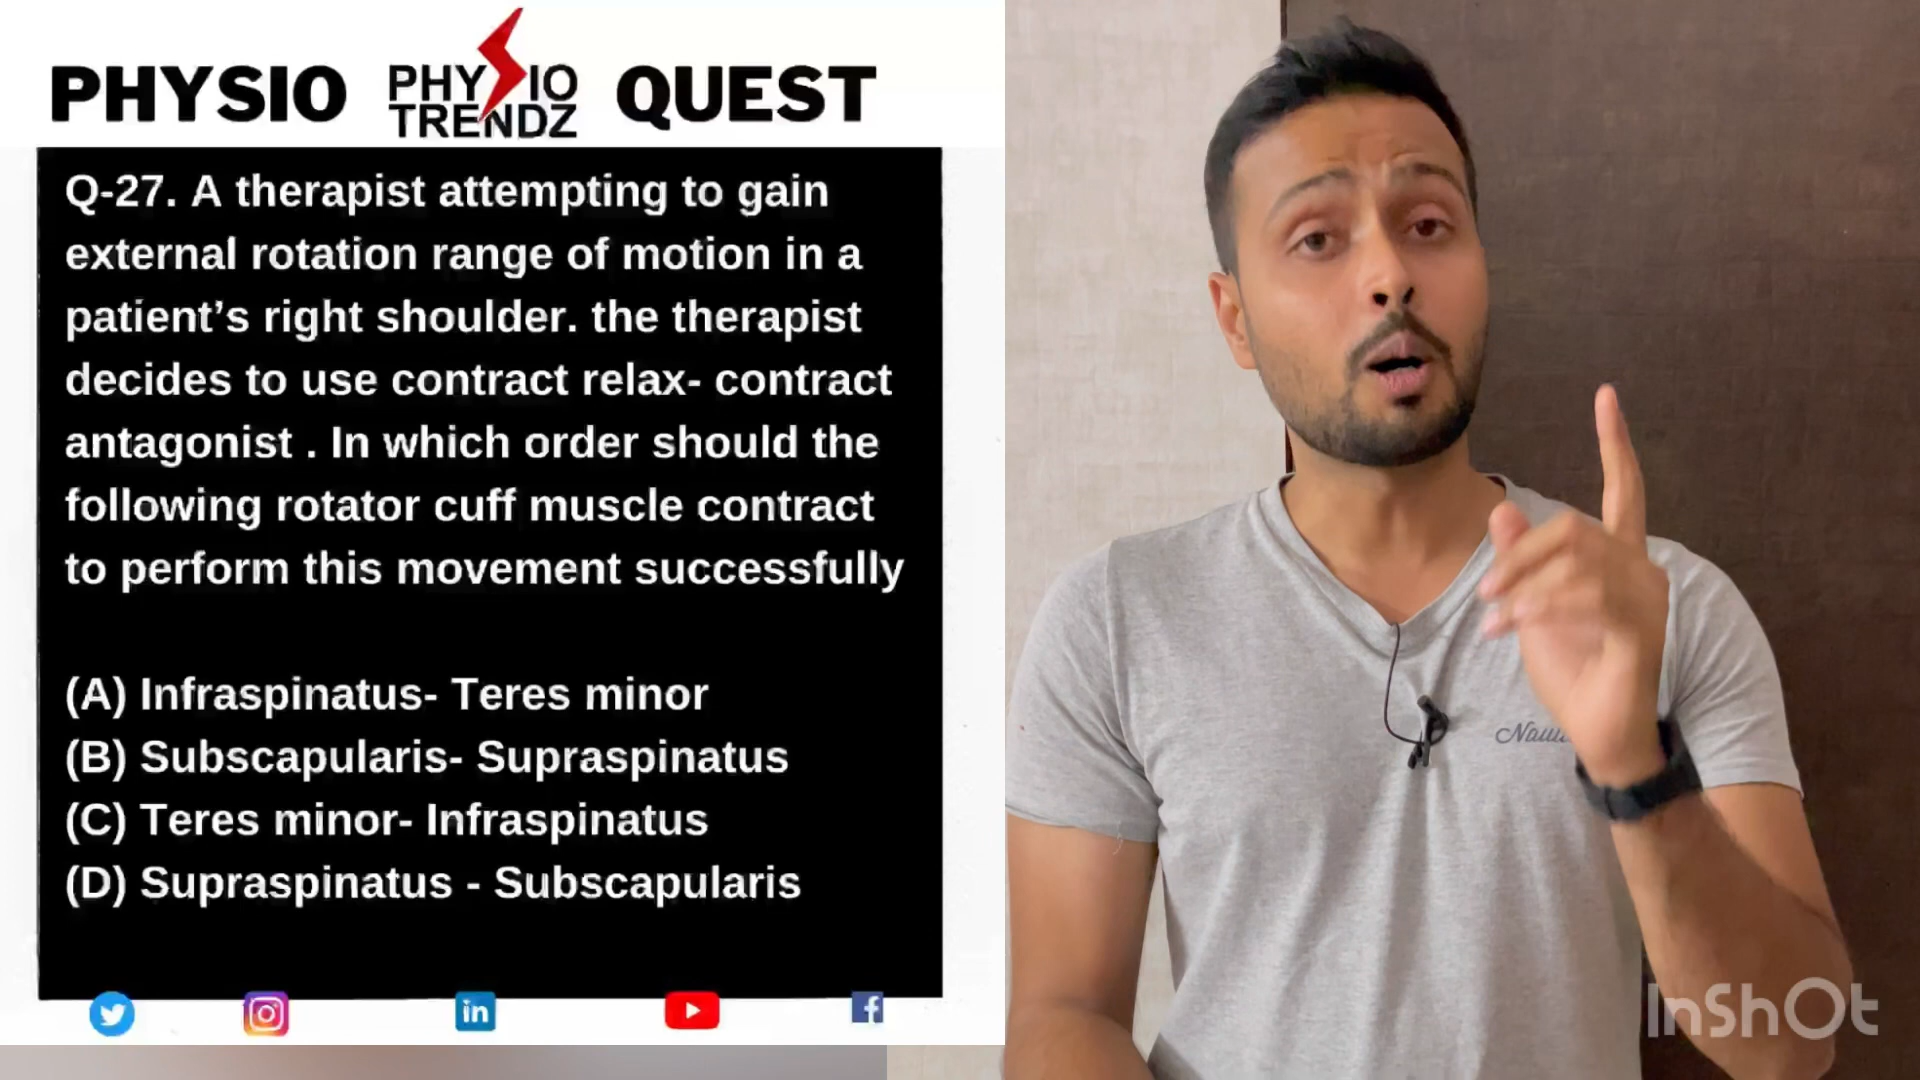 PHYSIO PHYSIO TRENDZ QUEST
Q-27. A therapist attempting to gain
external rotation range of motion in a
patient’s right shoulder. the therapist
decides to use contract relax- contract
antagonist . In which order should the
following rotator cuff muscle contract
to perform this movement successfully
(A) Infraspinatus- Teres minor
(B) Subscapularis- Supraspinatus
(C) Teres minor- Infraspinatus
(D) Supraspinatus - Subscapularis
in
InShOt